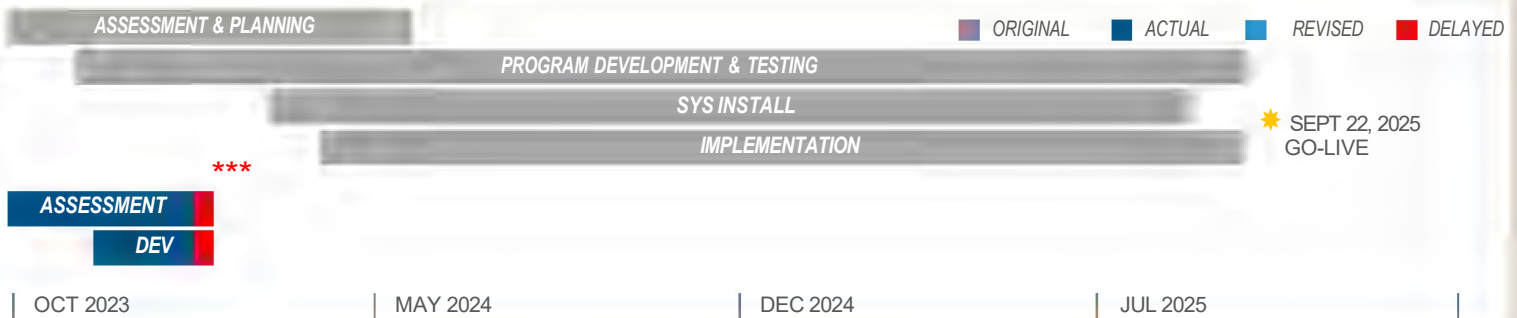 ASSESSMENT & PLANNING
ORIGINAL ACTUAL REVISED DELAYED
PROGRAM DEVELOPMENT & TESTING
SYS INSTALL
SEPT 22, 2025
GO-LIVE
IMPLEMENTATION
***
ASSESSMENT
DEV
OCT 2023 MAY 2024 DEC 2024 JUL 2025